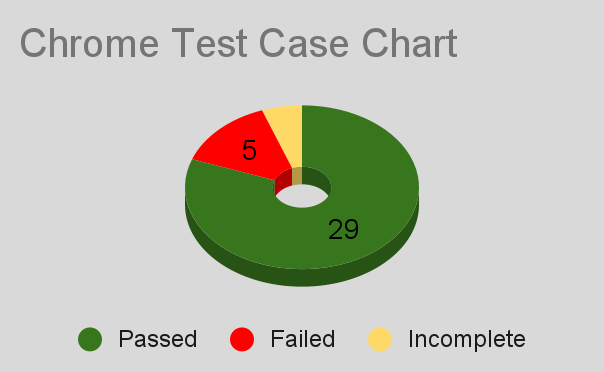 Chrome Test Case Chart
5
29
Passed Failed Incomplete